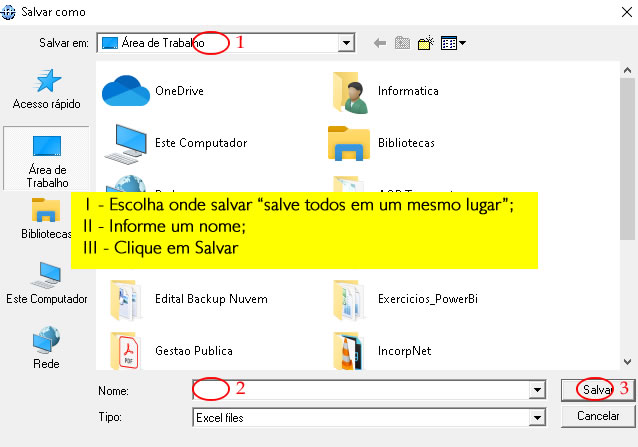 Salvar como
Salvar em: Área de Trabalho 1
Acesso rápido
Área de Trabalho
Bibliotecas
Este Computador
Rede
OneDrive
Informatica
Este Computador
Bibliotecas
I - Escolha onde salvar “salve todos em um mesmo lugar”;
II - Informe um nome;
III - Clique em Salvar
Edital Backup Nuvem
Exercicios_PowerBi
Gestao Publica
PDF
IncorpNet
Nome: 2
Salvar 3
Tipo: Excel files
Cancelar